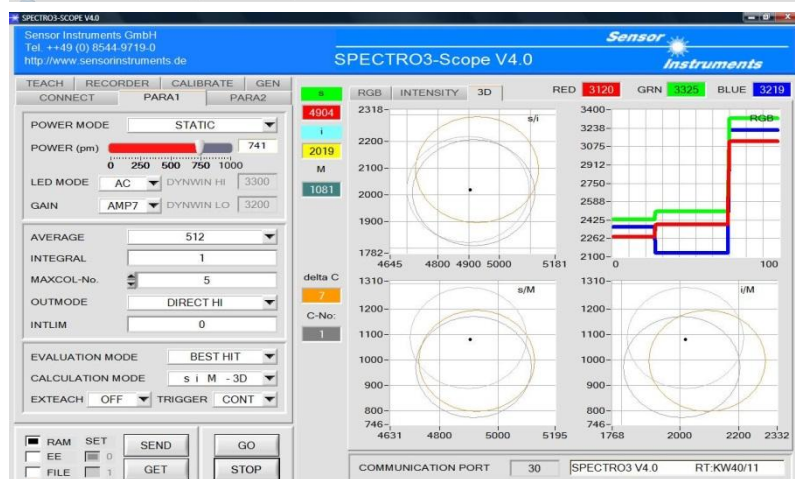 SPECTRO3-SCOPE V4.0
Sensor Instruments GmbH
Tel. ++49 (0) 8544-9719-0
http://www.sensorinstruments.de
SPECTRO3-Scope V4.0
Sensor
Instruments
TEACH RECORDER CALIBRATE GEN
CONNECT PARA1 PARA2
POWER MODE STATIC
POWER (pm) 741
0 250 500 750 1000
LED MODE AC DYNWIN HI 3300
GAIN AMP7 DYNWIN LO 3200
AVERAGE 512
INTEGRAL 1
MAXCOL-No. 5
OUTMODE DIRECT HI
INTLIM 0
EVALUATION MODE BEST HIT
CALCULATION MODE s i M - 3D
EXTEACH OFF TRIGGER CONT
RAM SET SEND GO
EE 0
FILE 1 GET STOP
s
4904
i
2019
M
1081
delta C
7
C-No:
1
RGB INTENSITY 3D RED 3120 GRN 3325 BLUE 3219
s/i
2318
2200
2100
2000
1900
1782
4645 4800 4900 5000 5181
RGB
3400
3238
3075
2912
2750
2588
2425
2262
2100
0 100
s/M
1310
1200
1100
1000
900
800
746
4631 4800 5000 5195
i/M
1310
1200
1100
1000
900
800
746
1768 2000 2200 2332
COMMUNICATION PORT 30 SPECTRO3 V4.0 RT:KW40/11